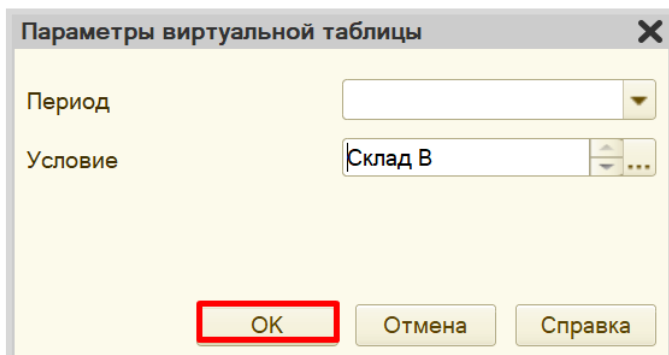 Параметры виртуальной таблицы
Период
Условие Склад В ...
OK Отмена Справка